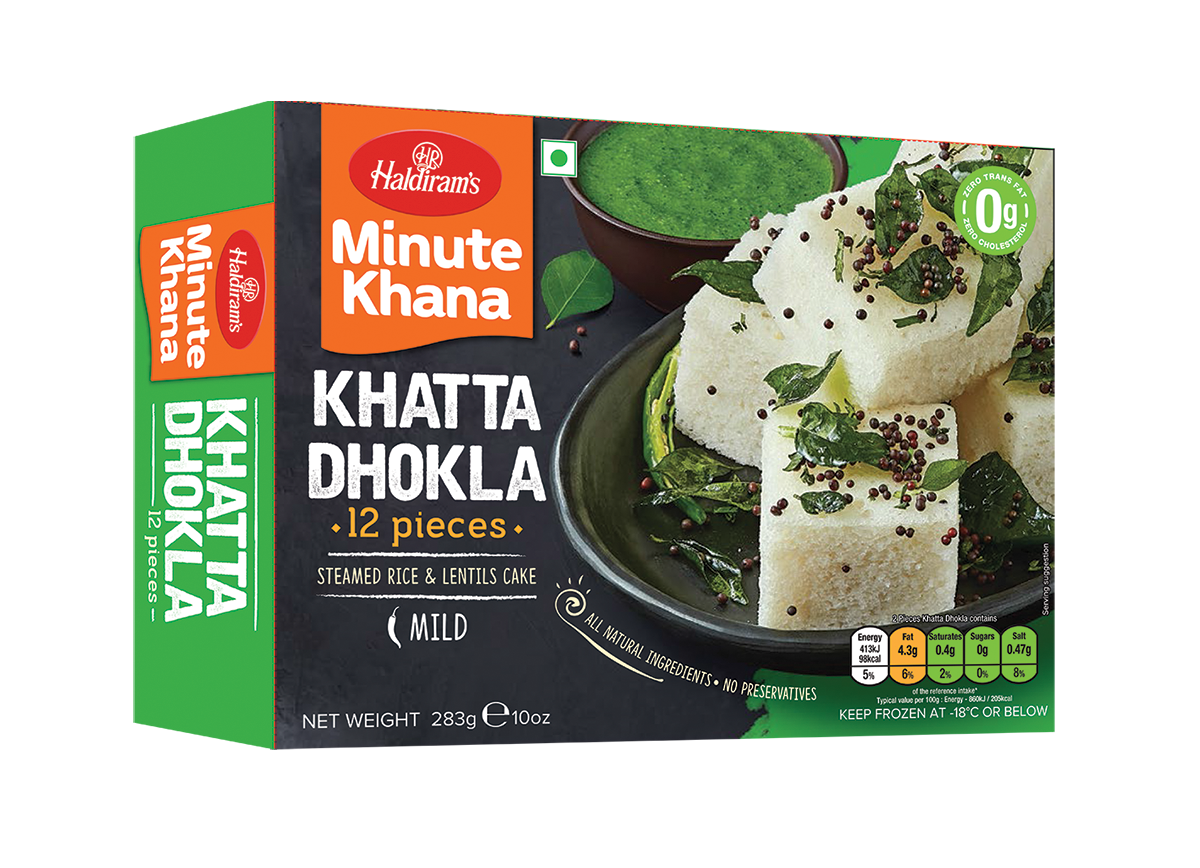 HR
Haldiram's
Minute
Khana
KHATTA
DHOKLA
12 pieces
STEAMED RICE & LENTILS CAKE
MILD
ALL NATURAL INGREDIENTS • NO PRESERVATIVES
NET WEIGHT 283g e 10oz
ZERO TRANS FAT
0g
ZERO CHOLESTEROL
Serving suggestion
2 Pieces Khatta Dhokla contains
Energy Fat Saturates Sugars Salt
413kJ 4.3g 0.4g 0g 0.47g
98kcal
5% 6% 2% 0% 8%
of the reference intake*
Typical value per 100g : Energy - 860kJ / 205kcal
KEEP FROZEN AT -18°C OR BELOW
HR
Haldiram's
Minute
Khana
KHATTA
DHOKLA
12 pieces